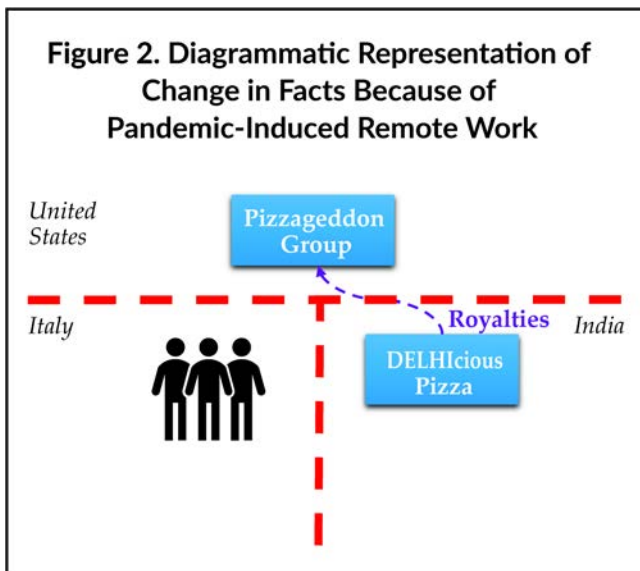 Figure 2. Diagrammatic Representation of
Change in Facts Because of
Pandemic-Induced Remote Work
United
States
Pizzageddon
Group
Italy
Royalties
India
DELHIcious
Pizza